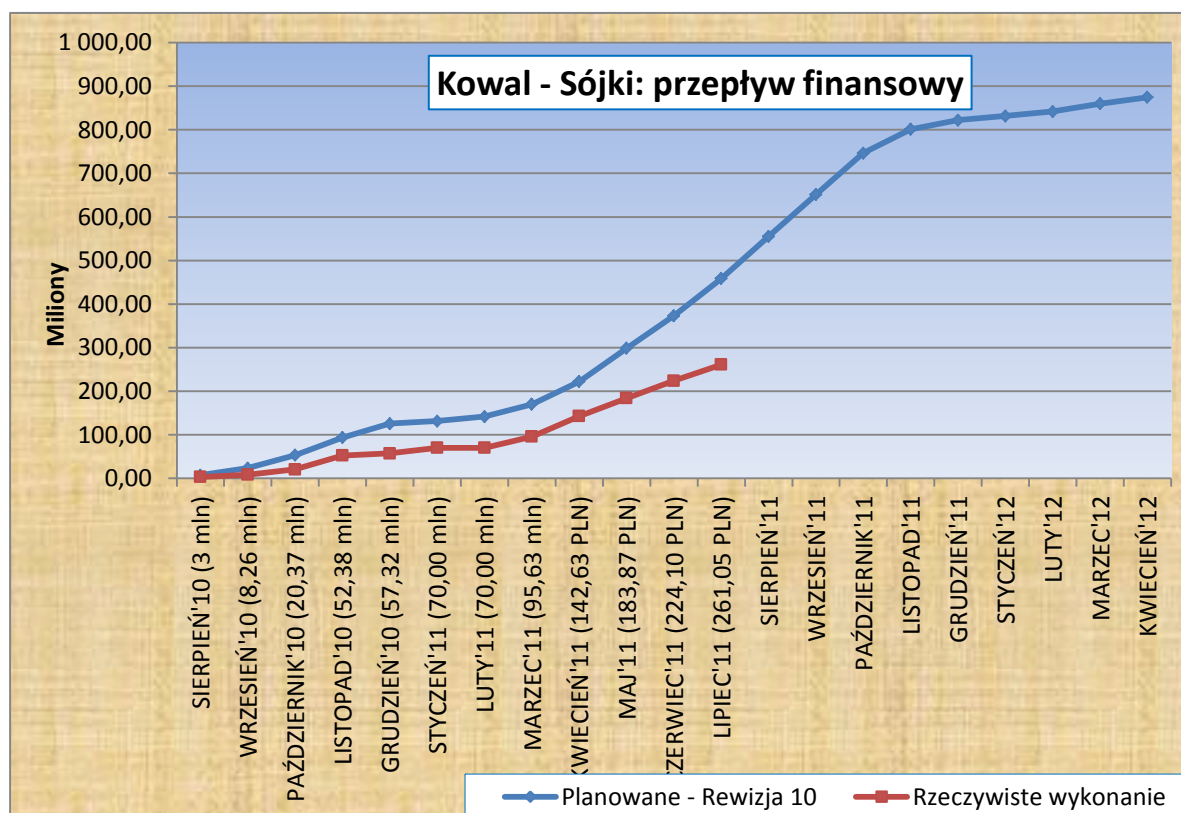 Kowal - Sójki: przepływ finansowy
Miliony
1 000,00
900,00
800,00
700,00
600,00
500,00
400,00
300,00
200,00
100,00
0,00
SIERPIEŃ'10 (3 mln)
WRZESIEŃ'10 (8,26 mln)
PAŹDZIERNIK'10 (20,37 mln)
LISTOPAD'10 (52,38 mln)
GRUDZIEŃ'10 (57,32 mln)
STYCZEŃ'11 (70,00 mln)
LUTY'11 (70,00 mln)
MARZEC'11 (95,63 mln)
KWIECIEŃ'11 (142,63 PLN)
MAJ'11 (183,87 PLN)
CZERWIEC'11 (224,10 PLN)
LIPIEC'11 (261,05 PLN)
SIERPIEŃ'11
WRZESIEŃ'11
PAŹDZIERNIK'11
LISTOPAD'11
GRUDZIEŃ'11
STYCZEŃ'12
LUTY'12
MARZEC'12
KWIECIEŃ'12
Planowane - Rewizja 10
Rzeczywiste wykonanie